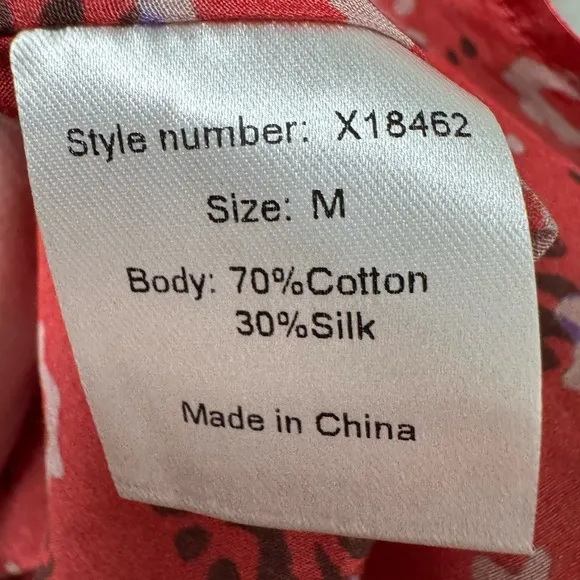 Style number: X18462
Size: M
Body: 70%Cotton
30%Silk
Made in China